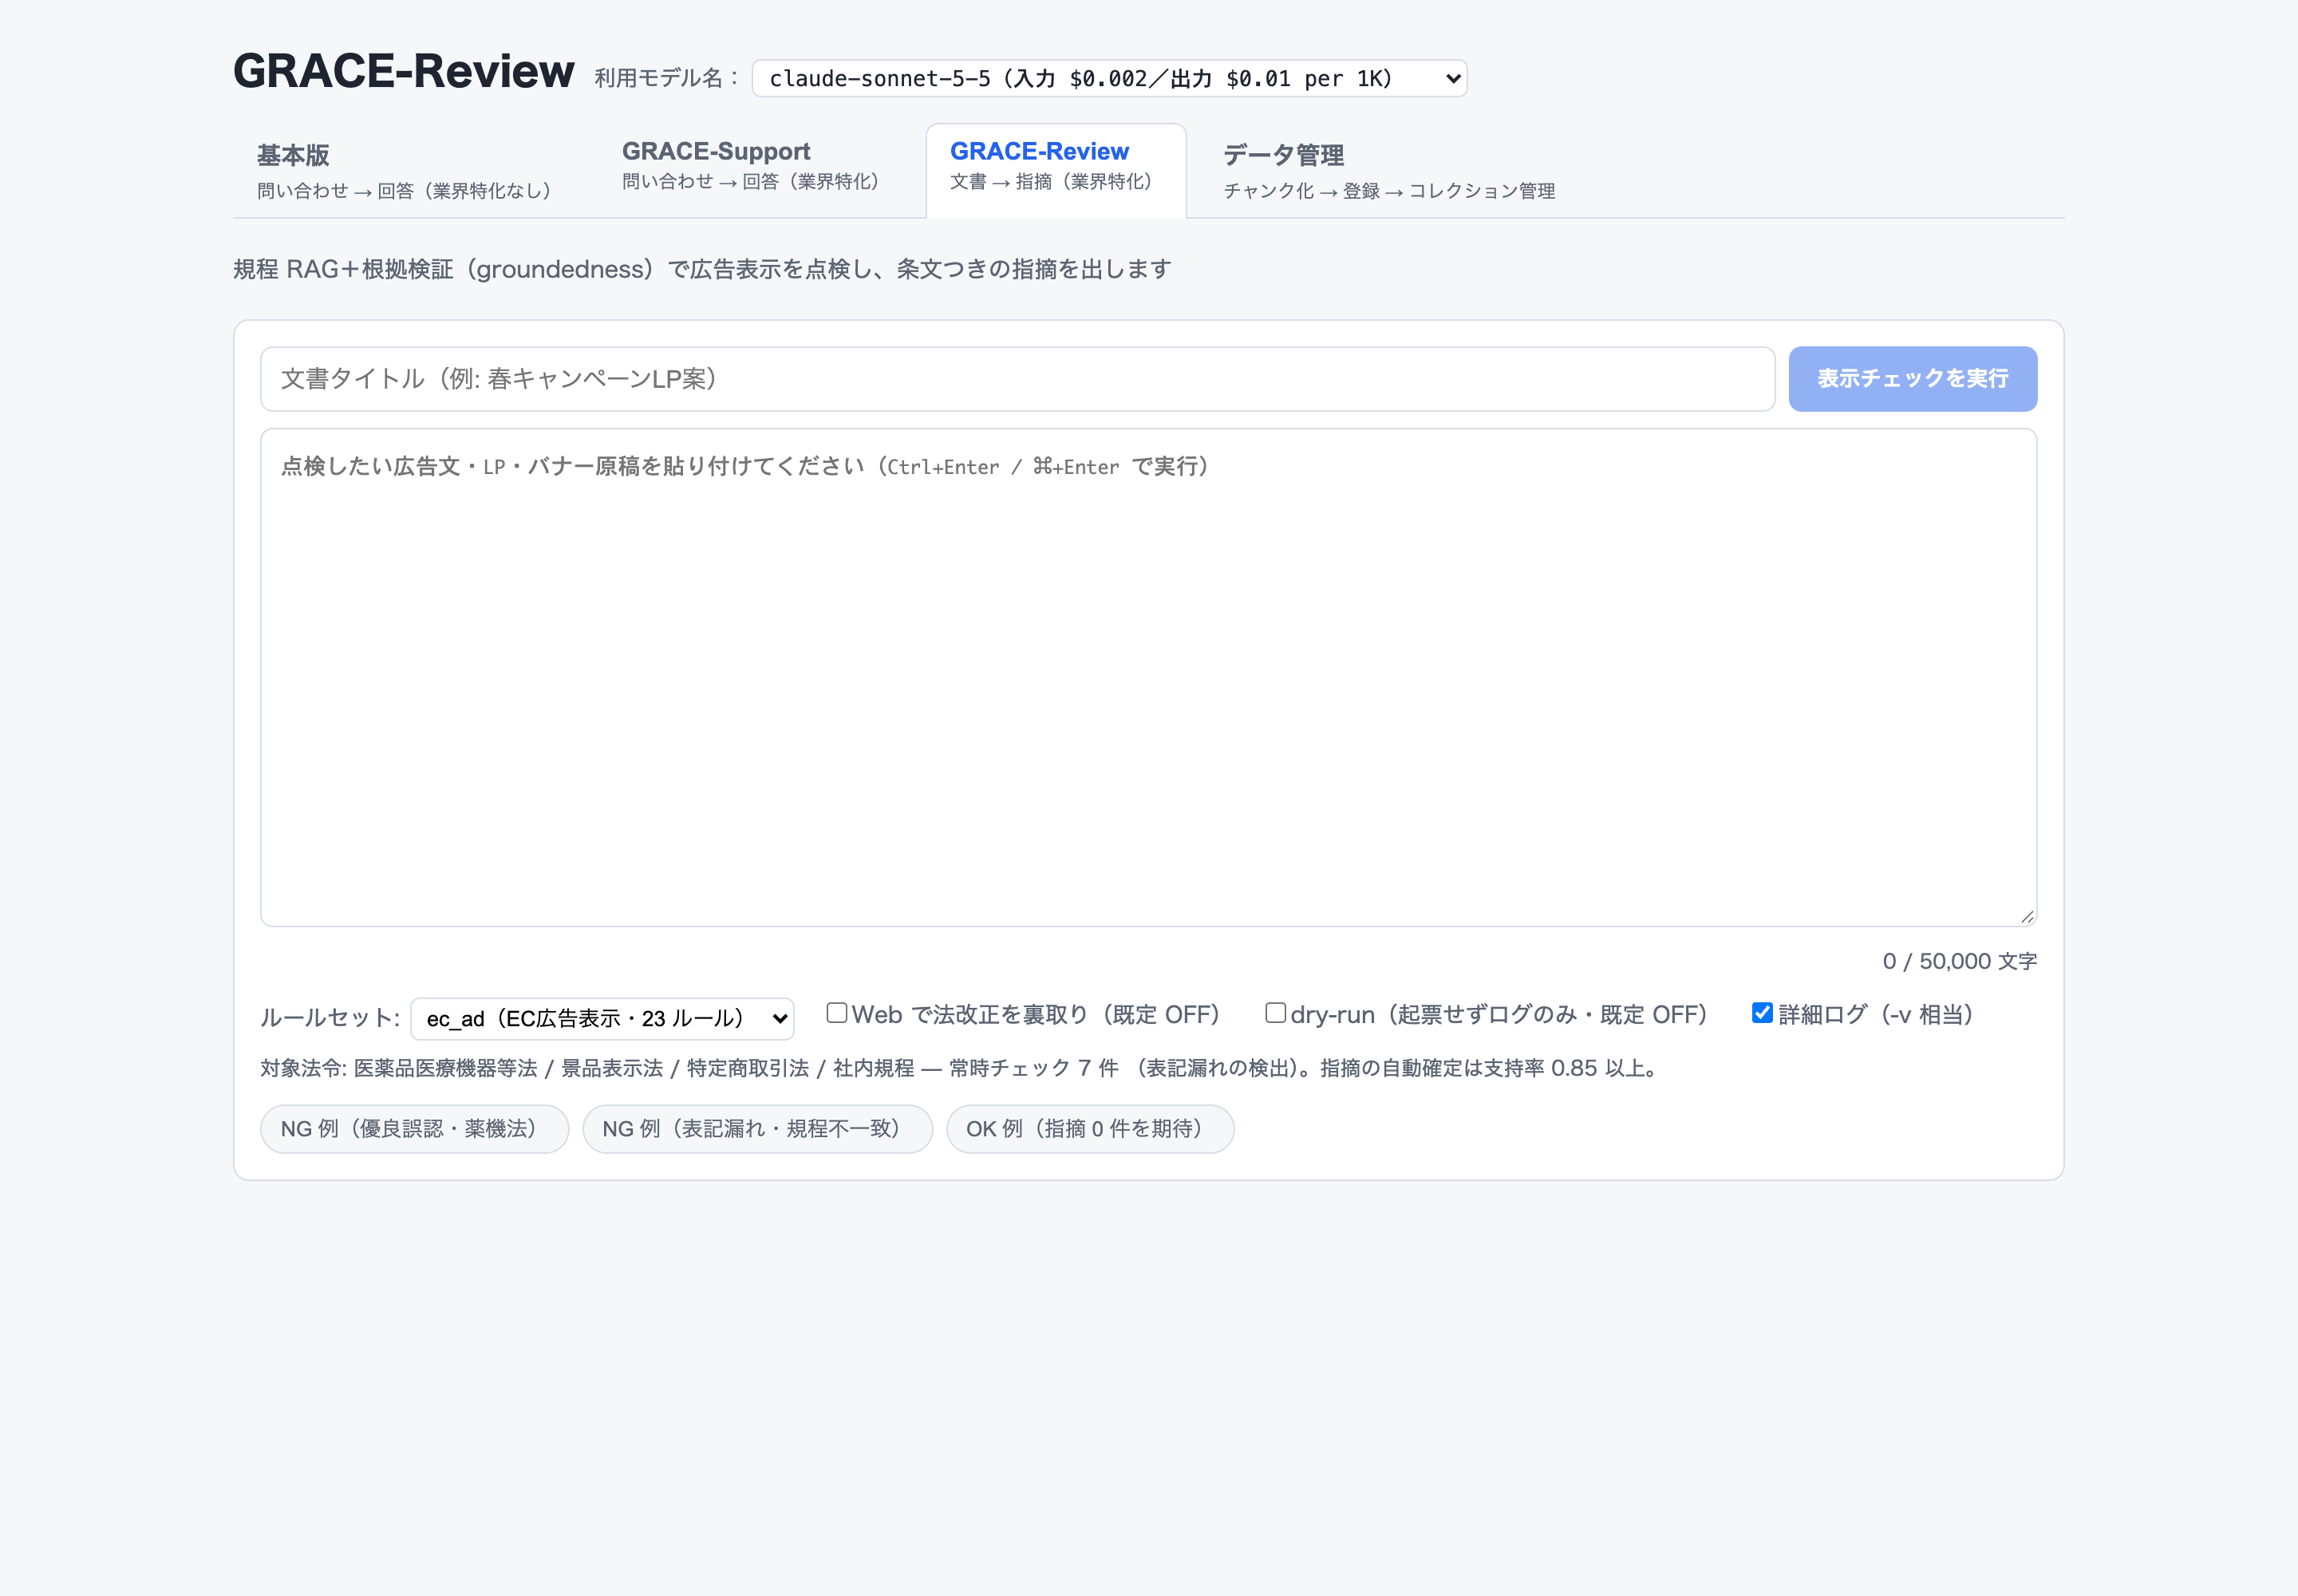 GRACE-Review 利用モデル名： claude-sonnet-5-5（入力 $0.002／出力 $0.01 per 1K）
基本版
問い合わせ → 回答（業界特化なし）
GRACE-Support
問い合わせ → 回答（業界特化）
GRACE-Review
文書 → 指摘（業界特化）
データ管理
チャンク化 → 登録 → コレクション管理
規程 RAG＋根拠検証（groundedness）で広告表示を点検し、条文つきの指摘を出します
文書タイトル（例: 春キャンペーンLP案）
表示チェックを実行
点検したい広告文・LP・バナー原稿を貼り付けてください（Ctrl+Enter / ⌘+Enter で実行）
0 / 50,000 文字
ルールセット: ec_ad（EC広告表示・23 ルール） Web で法改正を裏取り（既定 OFF） dry-run（起票せずログのみ・既定 OFF） 詳細ログ（-v 相当）
対象法令: 医薬品医療機器等法 / 景品表示法 / 特定商取引法 / 社内規程 — 常時チェック 7 件 （表記漏れの検出）。指摘の自動確定は支持率 0.85 以上。
NG 例（優良誤認・薬機法） NG 例（表記漏れ・規程不一致） OK 例（指摘 0 件を期待）